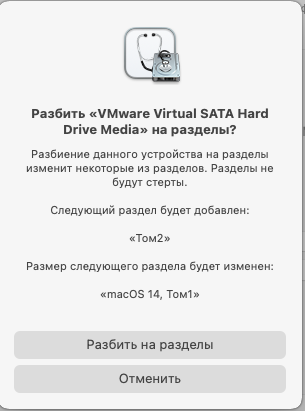 Разбить «VMware Virtual SATA Hard
Drive Media» на разделы?
Разбиение данного устройства на разделы
изменит некоторые из разделов. Разделы не
будут стерты.
Следующий раздел будет добавлен:
«Том2»
Размер следующего раздела будет изменен:
«macOS 14, Том1»
Разбить на разделы
Отменить